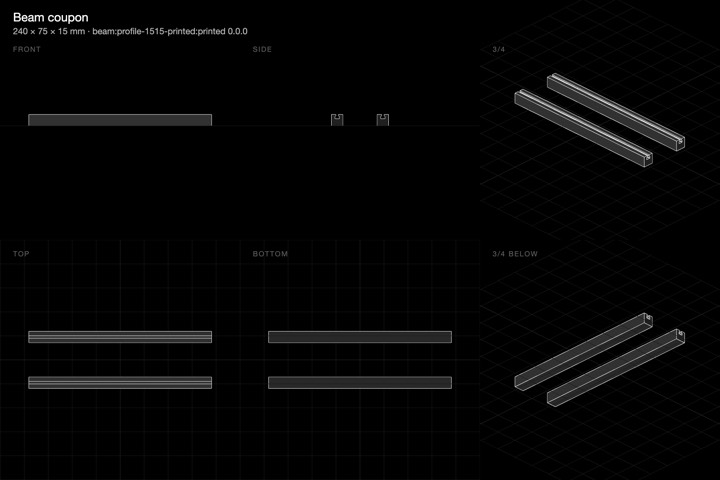 Beam coupon
240 × 75 × 15 mm · beam:profile-1515-printed:printed 0.0.0
FRONT
SIDE
3/4
TOP
BOTTOM
3/4 BELOW